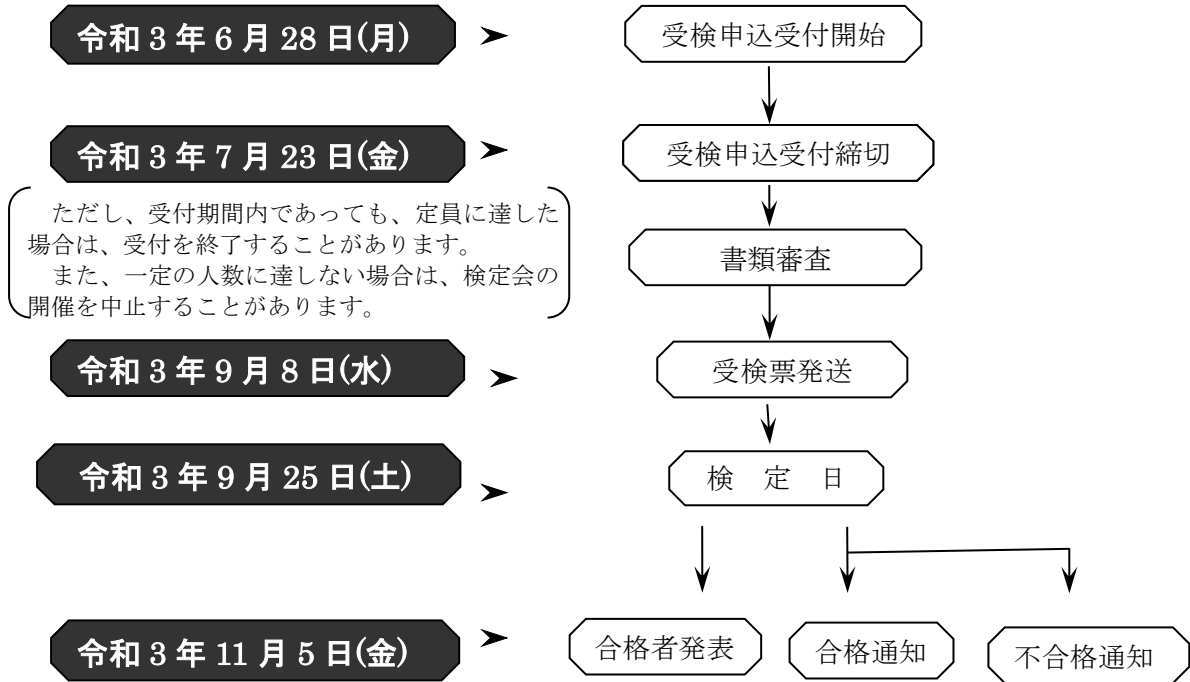 令和 3 年 6 月 28 日(月)
受検申込受付開始
令和 3 年 7 月 23 日(金)
受検申込受付締切
ただし、受付期間内であっても、定員に達した
場合は、受付を終了することがあります。
また、一定の人数に達しない場合は、検定会の
開催を中止することがあります。
書類審査
令和 3 年 9 月 8 日(水)
受検票発送
令和 3 年 9 月 25 日(土)
検　定　日
令和 3 年 11 月 5 日(金)
合格者発表
合格通知
不合格通知